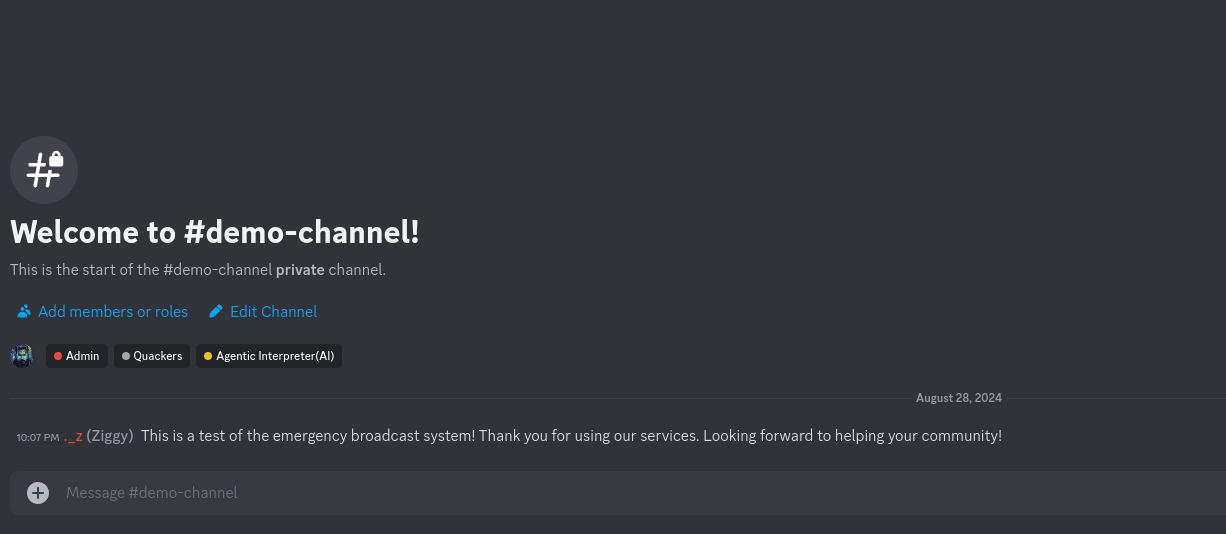 Welcome to #demo-channel!
This is the start of the #demo-channel private channel.
Add members or roles Edit Channel
Admin Quackers Agentic Interpreter(AI)
August 28, 2024
10:07 PM ._z (Ziggy) This is a test of the emergency broadcast system! Thank you for using our services. Looking forward to helping your community!
Message #demo-channel